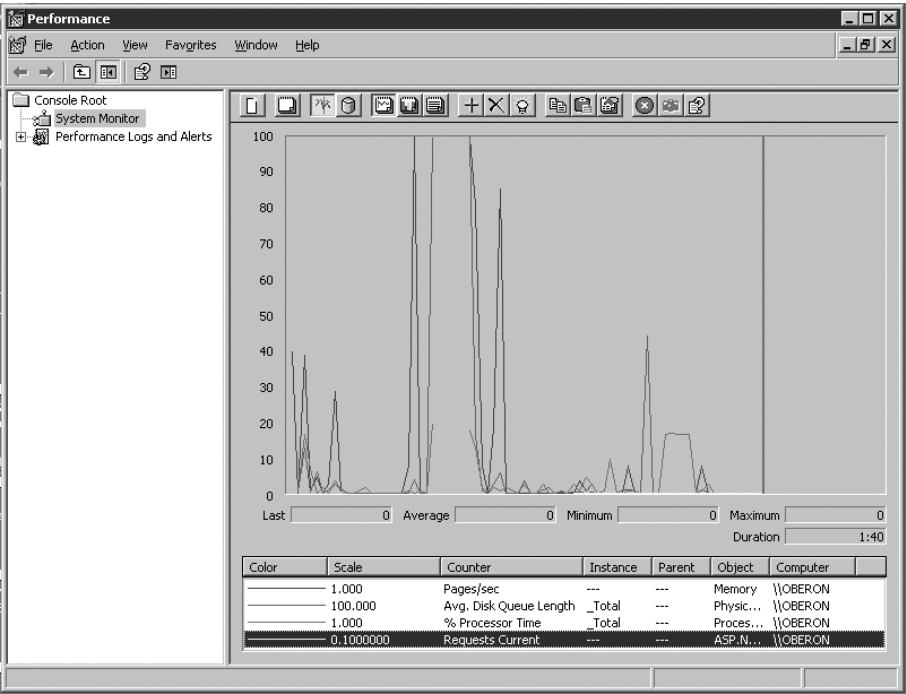 Performance
File Action View Favorites Window Help
Console Root
System Monitor
Performance Logs and Alerts
100
90
80
70
60
50
40
30
20
10
0
Last 0 Average 0 Minimum 0 Maximum 0
Duration 1:40
Color Scale Counter Instance Parent Object Computer
1.000 Pages/sec --- --- Memory \\OBERON
100.000 Avg. Disk Queue Length _Total --- Physic... \\OBERON
1.000 % Processor Time _Total --- Proces... \\OBERON
0.1000000 Requests Current --- --- ASP.N... \\OBERON